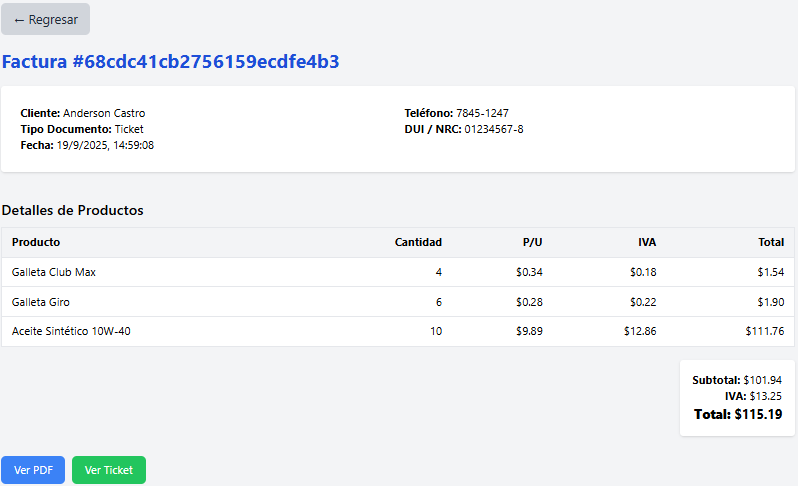 ← Regresar
Factura #68cdc41cb2756159ecdfe4b3
Cliente: Anderson Castro
Teléfono: 7845-1247
Tipo Documento: Ticket
DUI / NRC: 01234567-8
Fecha: 19/9/2025, 14:59:08
Detalles de Productos
Producto Cantidad P/U IVA Total
Galleta Club Max 4 $0.34 $0.18 $1.54
Galleta Giro 6 $0.28 $0.22 $1.90
Aceite Sintético 10W-40 10 $9.89 $12.86 $111.76
Subtotal: $101.94
IVA: $13.25
Total: $115.19
Ver PDF Ver Ticket